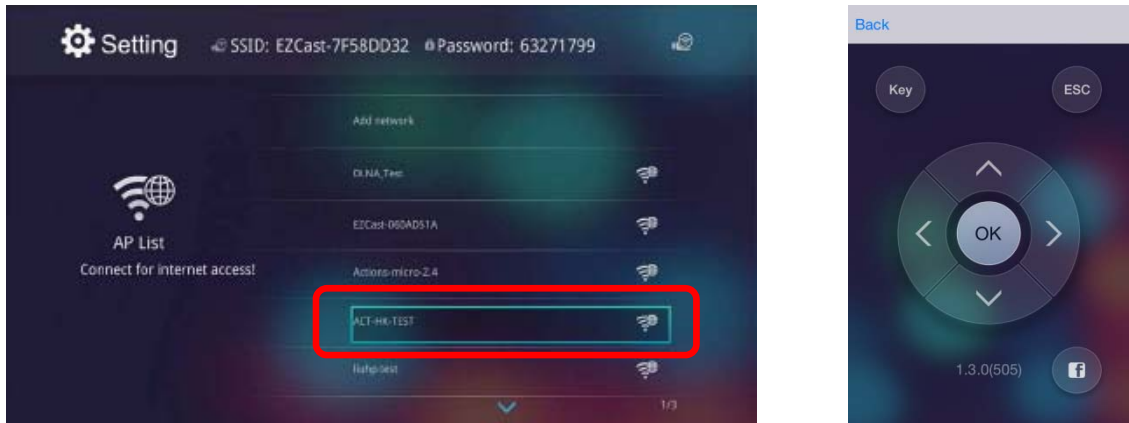 Setting
SSID: EZCast-7F58DD32
Password: 63271799
Add network
DLNA_Test
EZCast-060AD51A
AP List
Connect for internet access!
Actions-micro-2.4
ACT-HK-TEST
1/3
Back
Key
ESC
OK
1.3.0(505)
f